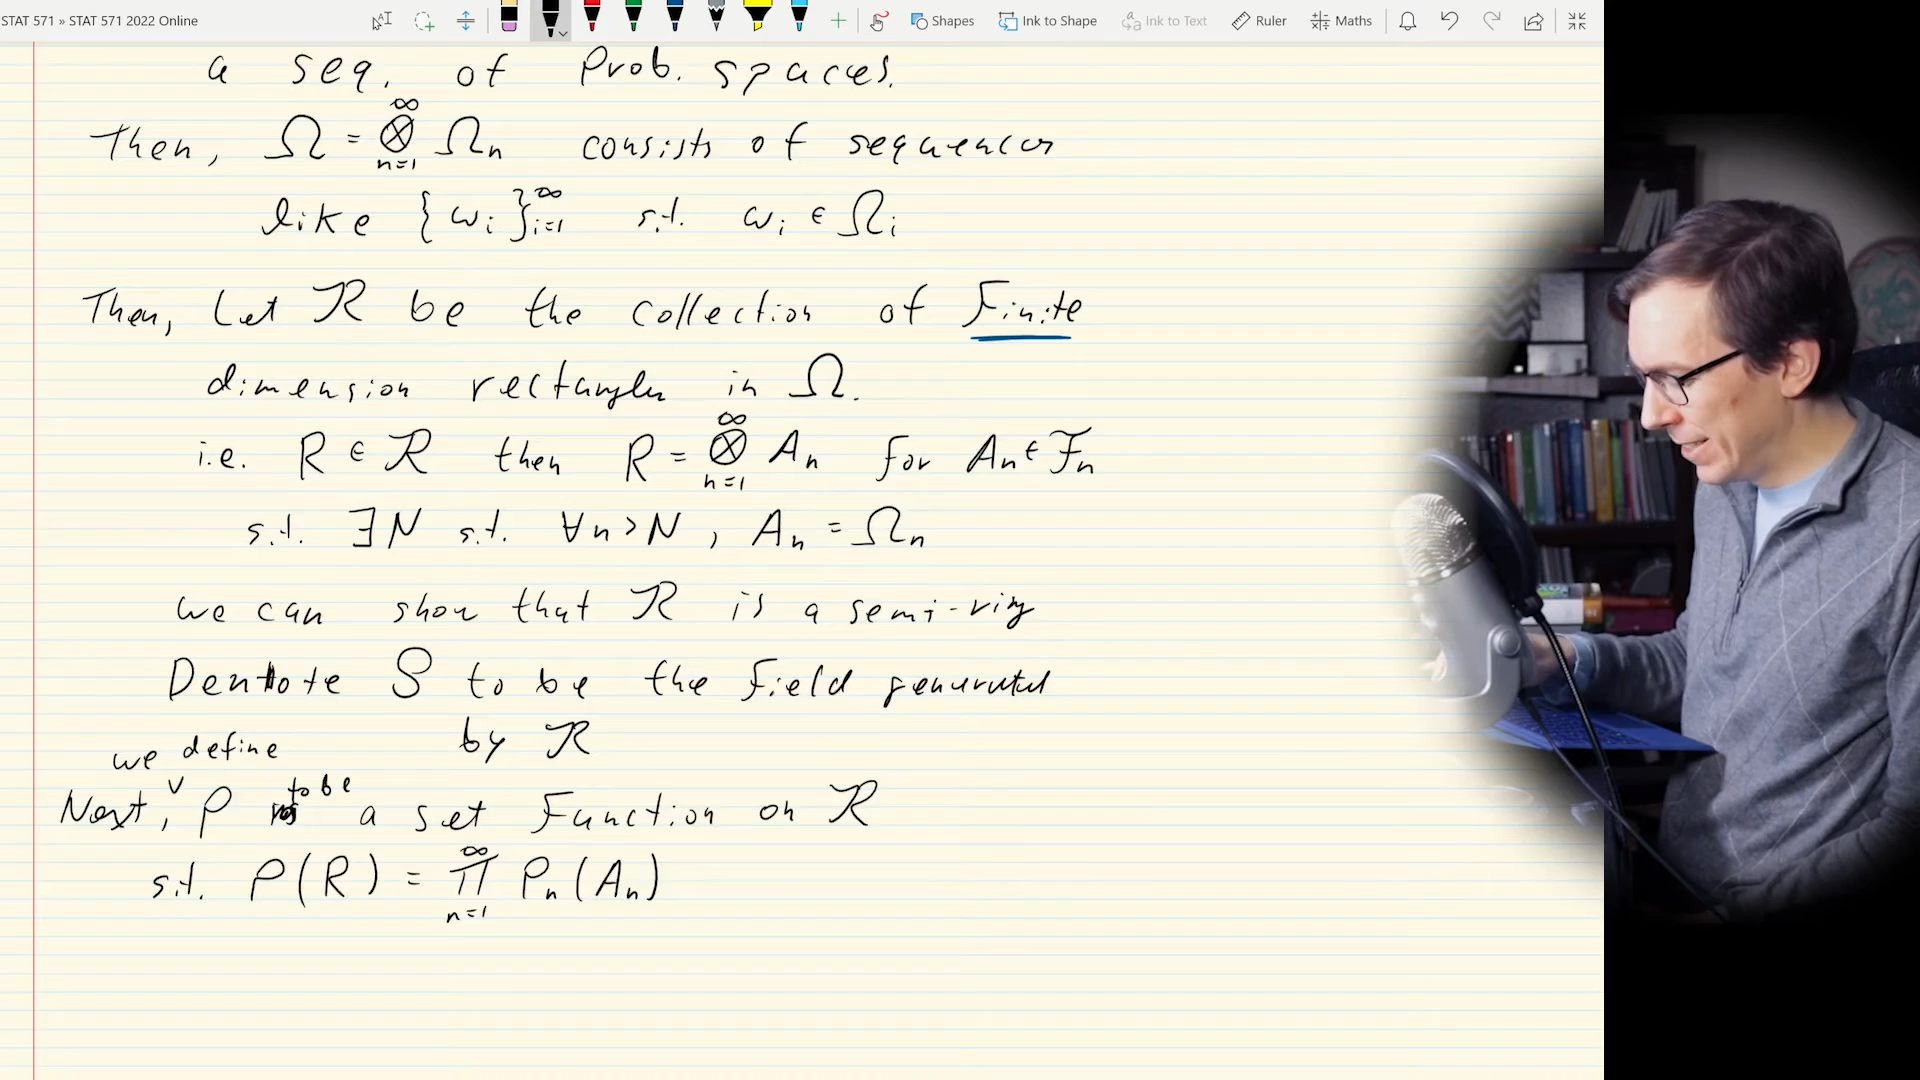 STAT 571 » STAT 571 2022 Online
Shapes Ink to Shape Ink to Text Ruler Maths
a seq. of Prob. spaces.
Then, Ω = ⊗_{n=1}^∞ Ω_n consists of sequences
like {ω_i}_{i=1}^∞ s.t. ω_i ∈ Ω_i
Then, Let ℛ be the collection of Finite
dimension rectangles in Ω.
i.e. R ∈ ℛ then R = ⊗_{n=1}^∞ A_n for A_n ∈ ℱ_n
s.t. ∃N s.t. ∀n>N, A_n = Ω_n
we can show that ℛ is a semi-ring
Denote S to be the field generated
by ℛ
we define
Next, P to be a set Function on ℛ
s.t. P(R) = ∏_{n=1}^∞ P_n(A_n)